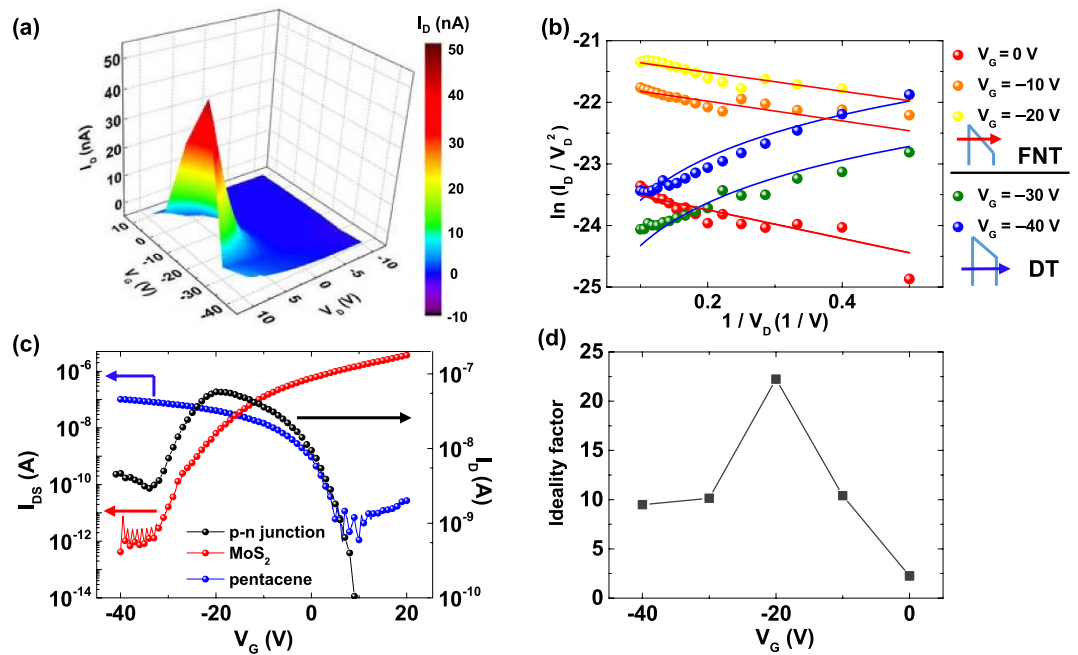 (a)
I_D (nA)
50
40
30
20
10
0
-10
50
40
30
20
10
0
I_D (nA)
10
0
-10
-20
-30
-40
V_G (V)
10
5
0
-5
-10
V_D (V)
(b)
-21
-22
-23
-24
-25
ln (I_D / V_D^2)
0.2
0.4
1 / V_D (1 / V)
V_G = 0 V
V_G = –10 V
V_G = –20 V
FNT
V_G = –30 V
V_G = –40 V
DT
(c)
10^-6
10^-8
10^-10
10^-12
10^-14
I_DS (A)
10^-7
10^-8
10^-9
10^-10
I_D (A)
p-n junction
MoS_2
pentacene
-40
-20
0
20
V_G (V)
(d)
25
20
15
10
5
0
Ideality factor
-40
-30
-20
-10
0
V_G (V)